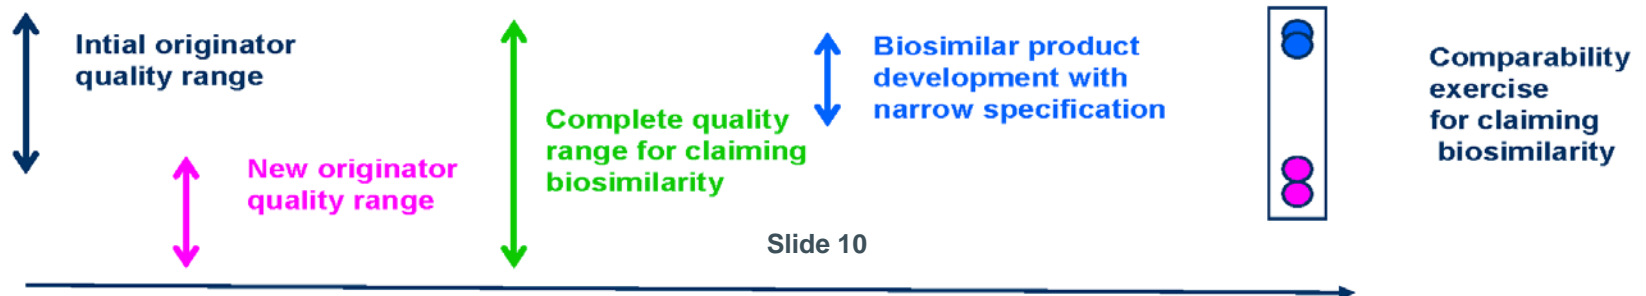 Intial originator
quality range
New originator
quality range
Complete quality
range for claiming
biosimilarity
Biosimilar product
development with
narrow specification
Comparability
exercise
for claiming
biosimilarity
Slide 10